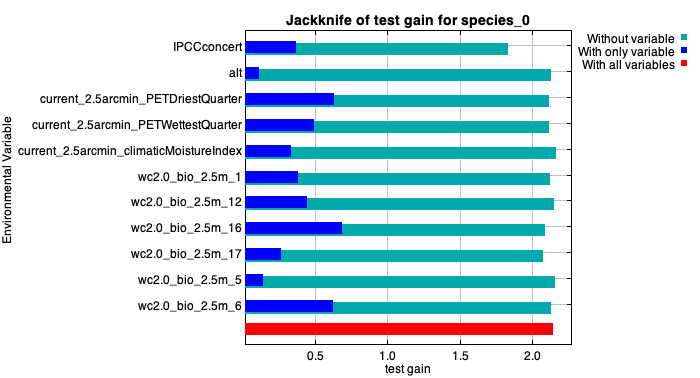 Jackknife of test gain for species_0
Without variable
With only variable
With all variables
Environmental Variable
IPCCconcert
alt
current_2.5arcmin_PETDriestQuarter
current_2.5arcmin_PETWettestQuarter
current_2.5arcmin_climaticMoistureIndex
wc2.0_bio_2.5m_1
wc2.0_bio_2.5m_12
wc2.0_bio_2.5m_16
wc2.0_bio_2.5m_17
wc2.0_bio_2.5m_5
wc2.0_bio_2.5m_6
0.5 1.0 1.5 2.0
test gain